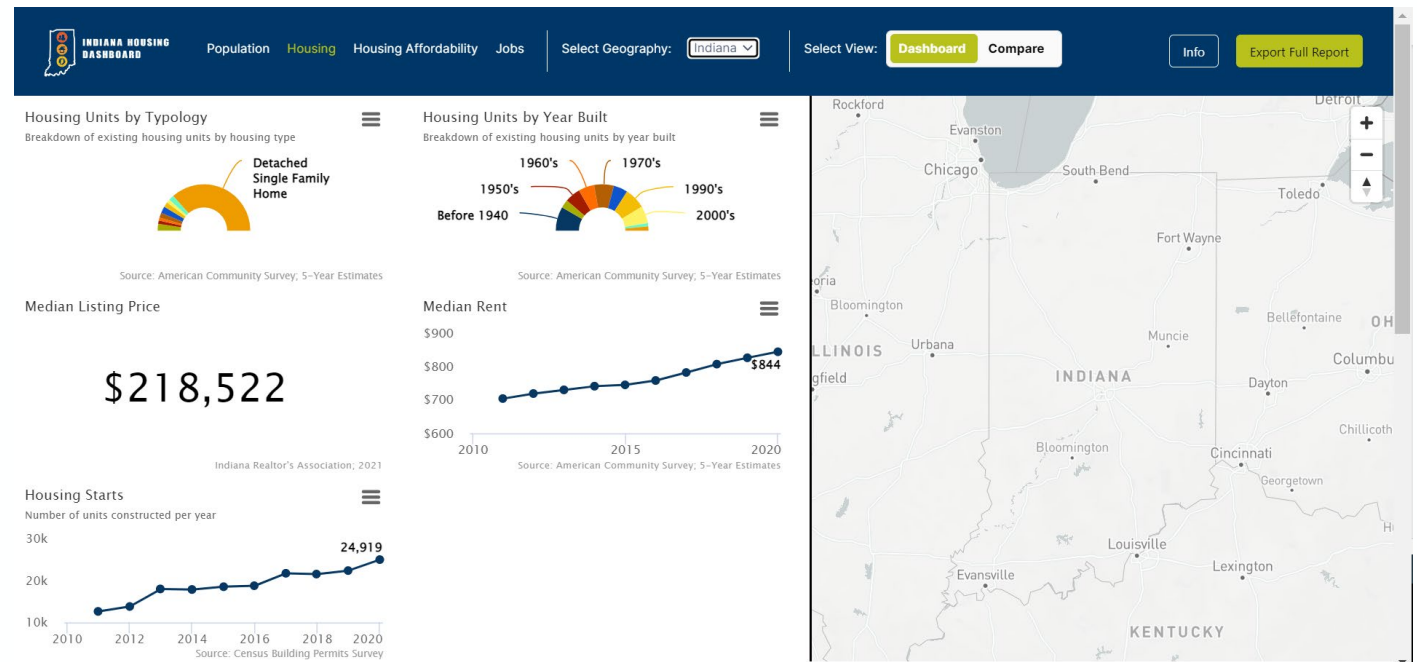 INDIANA HOUSING
DASHBOARD
Population Housing Housing Affordability Jobs Select Geography: Indiana Select View: Dashboard Compare Info Export Full Report
Housing Units by Typology
Breakdown of existing housing units by housing type
Detached
Single Family
Home
Source: American Community Survey; 5-Year Estimates
Housing Units by Year Built
Breakdown of existing housing units by year built
1960's 1970's
1950's 1990's
Before 1940 2000's
Source: American Community Survey; 5-Year Estimates
Median Listing Price
$218,522
Indiana Realtor's Association; 2021
Median Rent
$900
$800
$844
$700
$600
2010 2015 2020
Source: American Community Survey; 5-Year Estimates
Housing Starts
Number of units constructed per year
30k
24,919
20k
10k
2010 2012 2014 2016 2018 2020
Source: Census Building Permits Survey
Rockford Detroit
Evanston
Chicago South Bend
Toledo
Fort Wayne
oria
Bloomington Bellefontaine OH
Muncie
LLINOIS Urbana Columbu
gfield INDIANA Dayton
Chillicoth
Bloomington Cincinnati
Georgetown
H
Louisville
Evansville Lexington
KENTUCKY